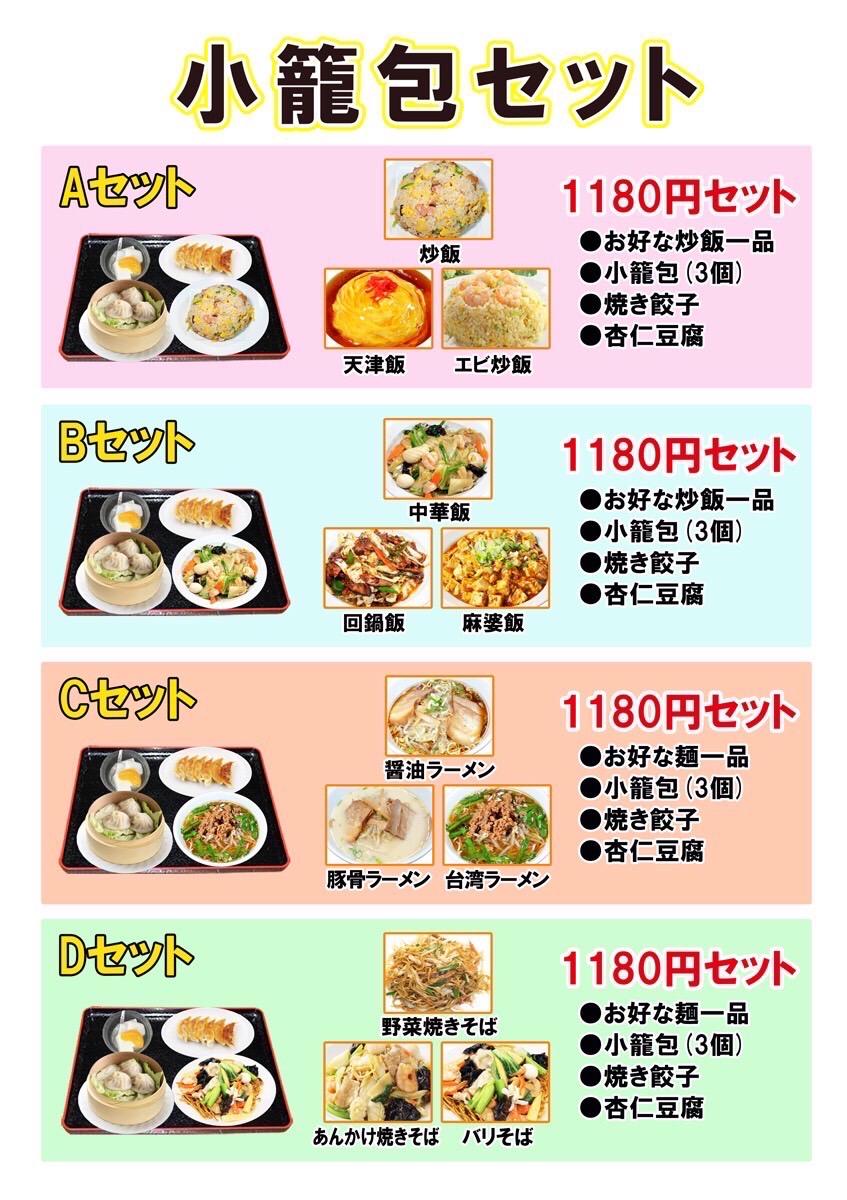 小籠包セット
Aセット
炒飯
天津飯 エビ炒飯
1180円セット
●お好な炒飯一品
●小籠包(3個)
●焼き餃子
●杏仁豆腐
Bセット
中華飯
回鍋飯 麻婆飯
1180円セット
●お好な炒飯一品
●小籠包(3個)
●焼き餃子
●杏仁豆腐
Cセット
醤油ラーメン
豚骨ラーメン 台湾ラーメン
1180円セット
●お好な麺一品
●小籠包(3個)
●焼き餃子
●杏仁豆腐
Dセット
野菜焼きそば
あんかけ焼きそば バリそば
1180円セット
●お好な麺一品
●小籠包(3個)
●焼き餃子
●杏仁豆腐